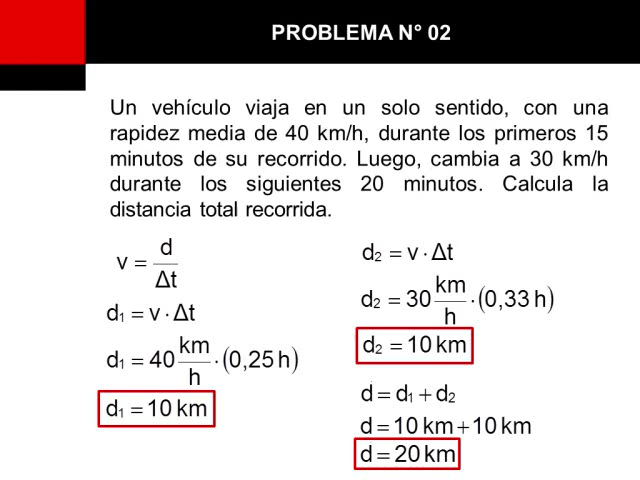 PROBLEMA N° 02
Un vehículo viaja en un solo sentido, con una
rapidez media de 40 km/h, durante los primeros 15
minutos de su recorrido. Luego, cambia a 30 km/h
durante los siguientes 20 minutos. Calcula la
distancia total recorrida.
v = d / Δt
d₁ = v · Δt
d₁ = 40 km/h · (0,25 h)
d₁ = 10 km
d₂ = v · Δt
d₂ = 30 km/h · (0,33 h)
d₂ = 10 km
d = d₁ + d₂
d = 10 km + 10 km
d = 20 km